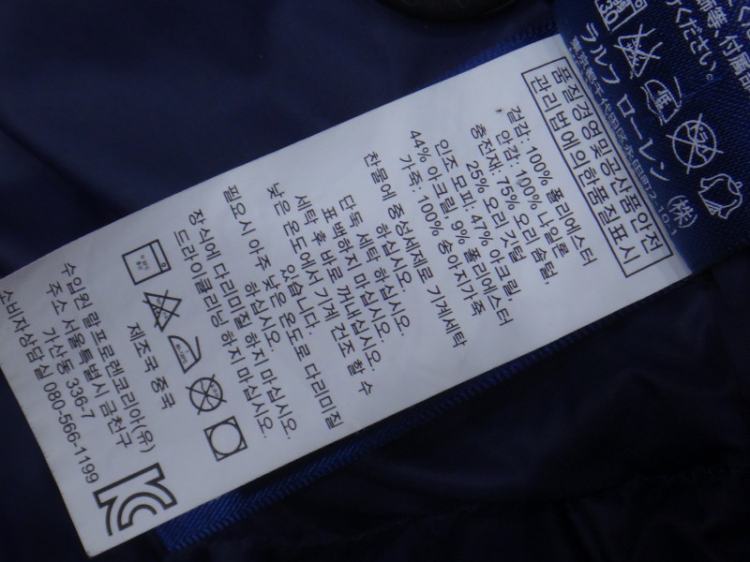 품질경영및공산품안전
관리법에의한품질표시
겉감: 100% 폴리에스터
안감: 100% 나일론
충전재: 75% 오리 솜털,
25% 오리 깃털
인조 모피: 47% 아크릴,
44% 아크릴, 9% 폴리에스터
가죽: 100% 송아지가죽
찬물에 중성세제로 기계세탁
하십시오.
단독 세탁 하십시오.
표백하지 마십시오.
세탁 후 바로 꺼내십시오.
낮은 온도에서 기계 건조 할 수
있습니다.
필요시 아주 낮은 온도로 다리미질
하십시오.
장식에 다리미질 하지 마십시오.
드라이클리닝 하지 마십시오.
제조국 중국
수입원 랄프로렌코리아(유)
주소 서울특별시 금천구
가산동 336-7
소비자상담실 080-566-1199
ラルフ ローレン (株)
ください。